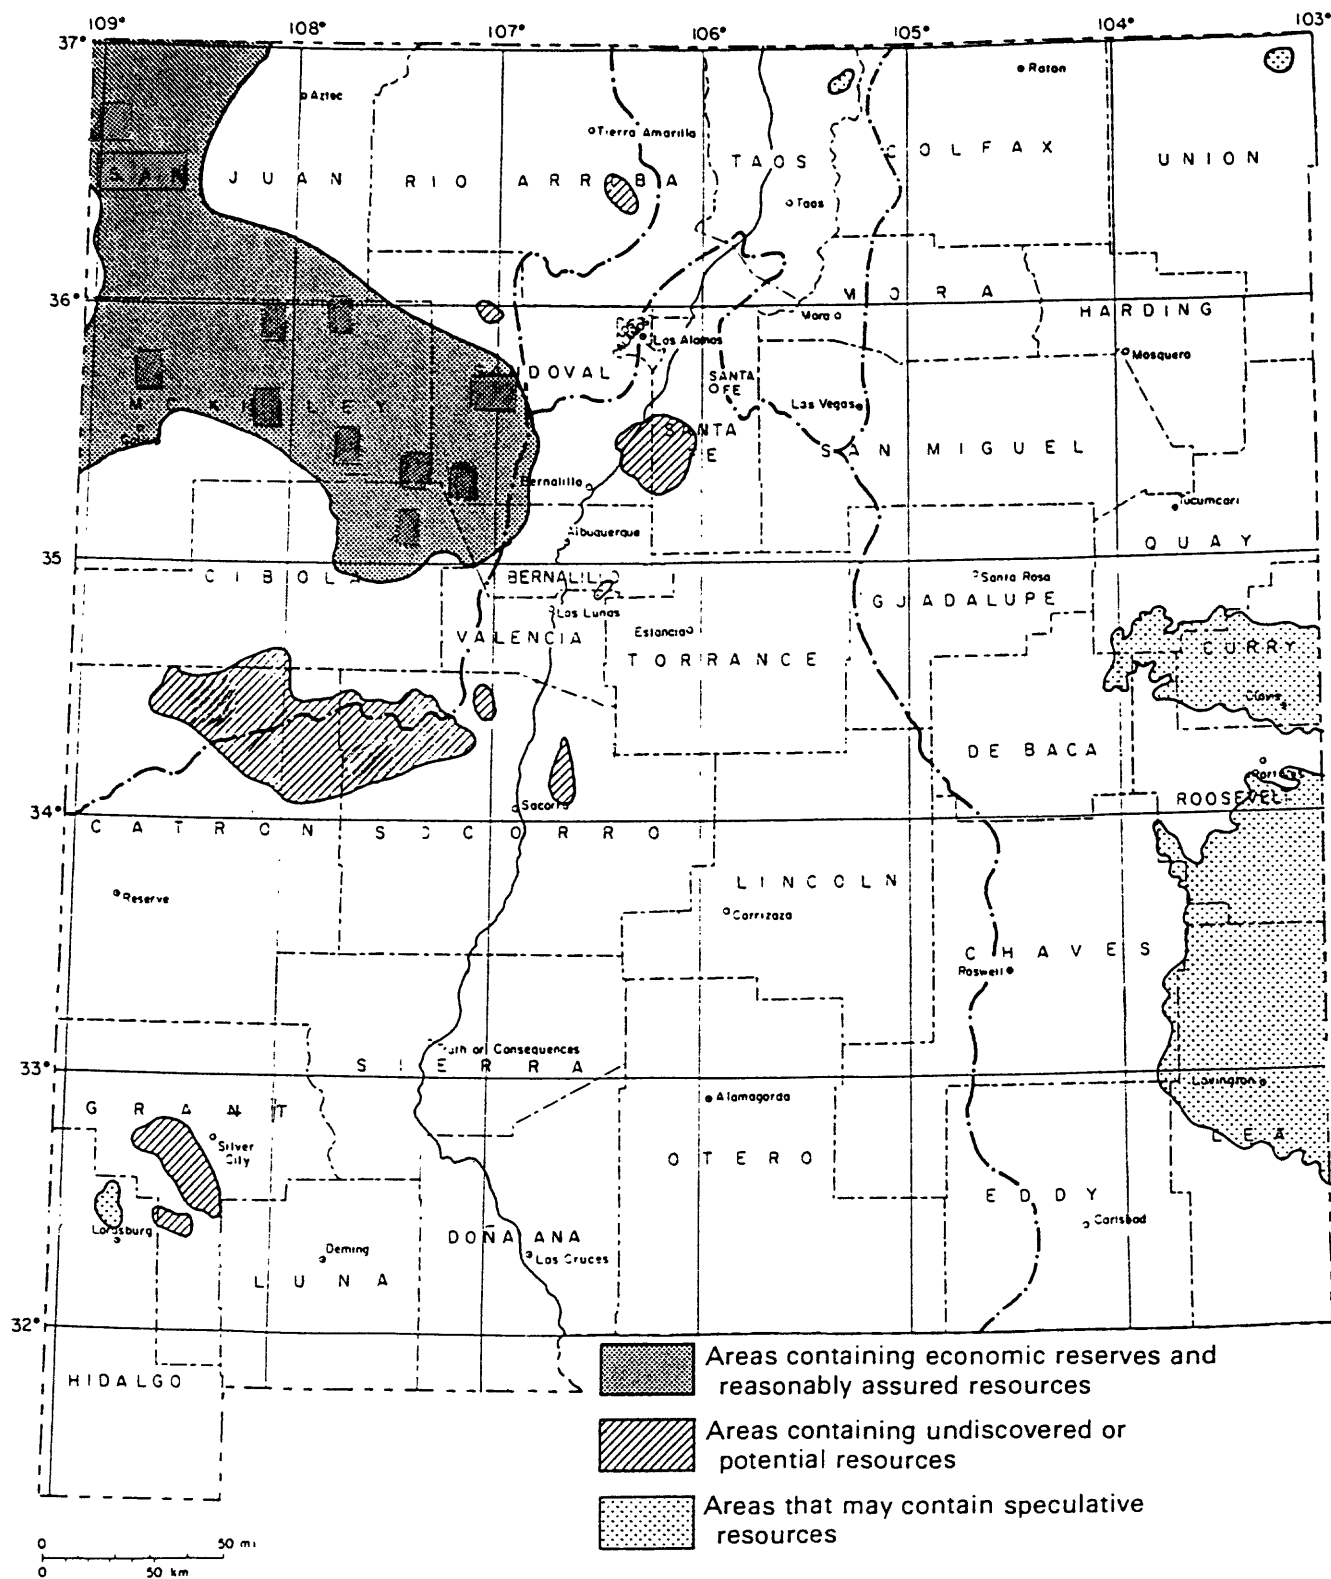 109° 108° 107° 106° 105° 104° 103°
37°
Raton
Aztec
Tierra Amarilla
TAOS COLFAX UNION
SAN JUAN RIO ARRIBA
Taos
36°
MORA
Mora
HARDING
Los Alamos
Mosquero
SANDOVAL
SANTA
FE
McKINLEY
Las Vegas
SANTA
FE
SAN MIGUEL
Bernalillo
Tucumcari
Albuquerque
QUAY
35°
CIBOLA BERNALILLO
Santa Rosa
GUADALUPE
Los Lunas
VALENCIA
Estancia
TORRANCE
CURRY
Clovis
DE BACA
Portales
ROOSEVELT
34°
Socorro
CATRON SOCORRO
LINCOLN
Reserve
Carrizozo
CHAVES
Roswell
Truth or Consequences
33°
SIERRA
Lovington
Alamagorda
GRANT
LEA
Silver
City
OTERO
EDDY
Carlsbad
Lordsburg
DOÑA ANA
Deming
Las Cruces
LUNA
32°
HIDALGO
Areas containing economic reserves and
reasonably assured resources
Areas containing undiscovered or
potential resources
Areas that may contain speculative
resources
0 50 mi
0 50 km